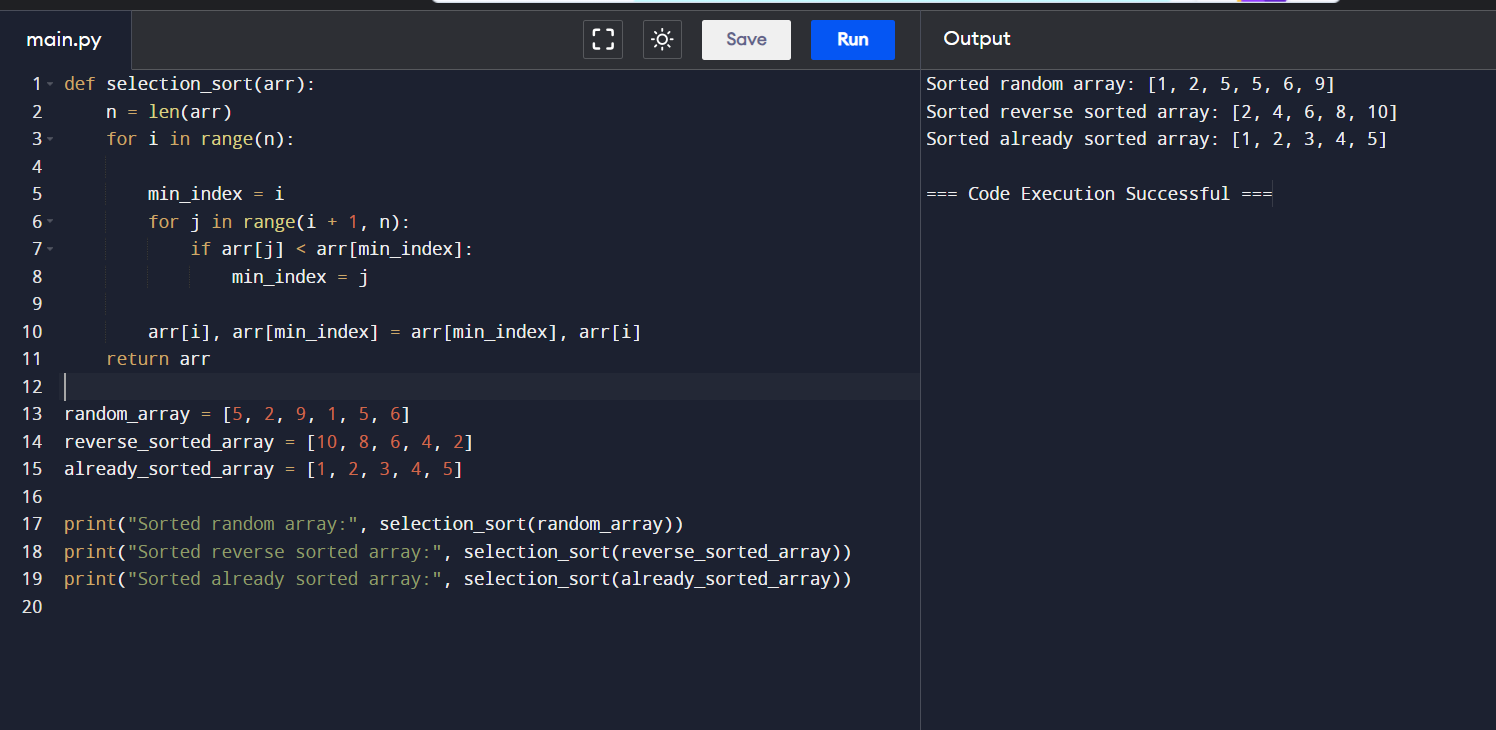 main.py
Save
Run
Output
1 def selection_sort(arr):
2     n = len(arr)
3     for i in range(n):
4
5         min_index = i
6         for j in range(i + 1, n):
7             if arr[j] < arr[min_index]:
8                 min_index = j
9
10         arr[i], arr[min_index] = arr[min_index], arr[i]
11     return arr
12
13 random_array = [5, 2, 9, 1, 5, 6]
14 reverse_sorted_array = [10, 8, 6, 4, 2]
15 already_sorted_array = [1, 2, 3, 4, 5]
16
17 print("Sorted random array:", selection_sort(random_array))
18 print("Sorted reverse sorted array:", selection_sort(reverse_sorted_array))
19 print("Sorted already sorted array:", selection_sort(already_sorted_array))
20
Sorted random array: [1, 2, 5, 5, 6, 9]
Sorted reverse sorted array: [2, 4, 6, 8, 10]
Sorted already sorted array: [1, 2, 3, 4, 5]
=== Code Execution Successful ===